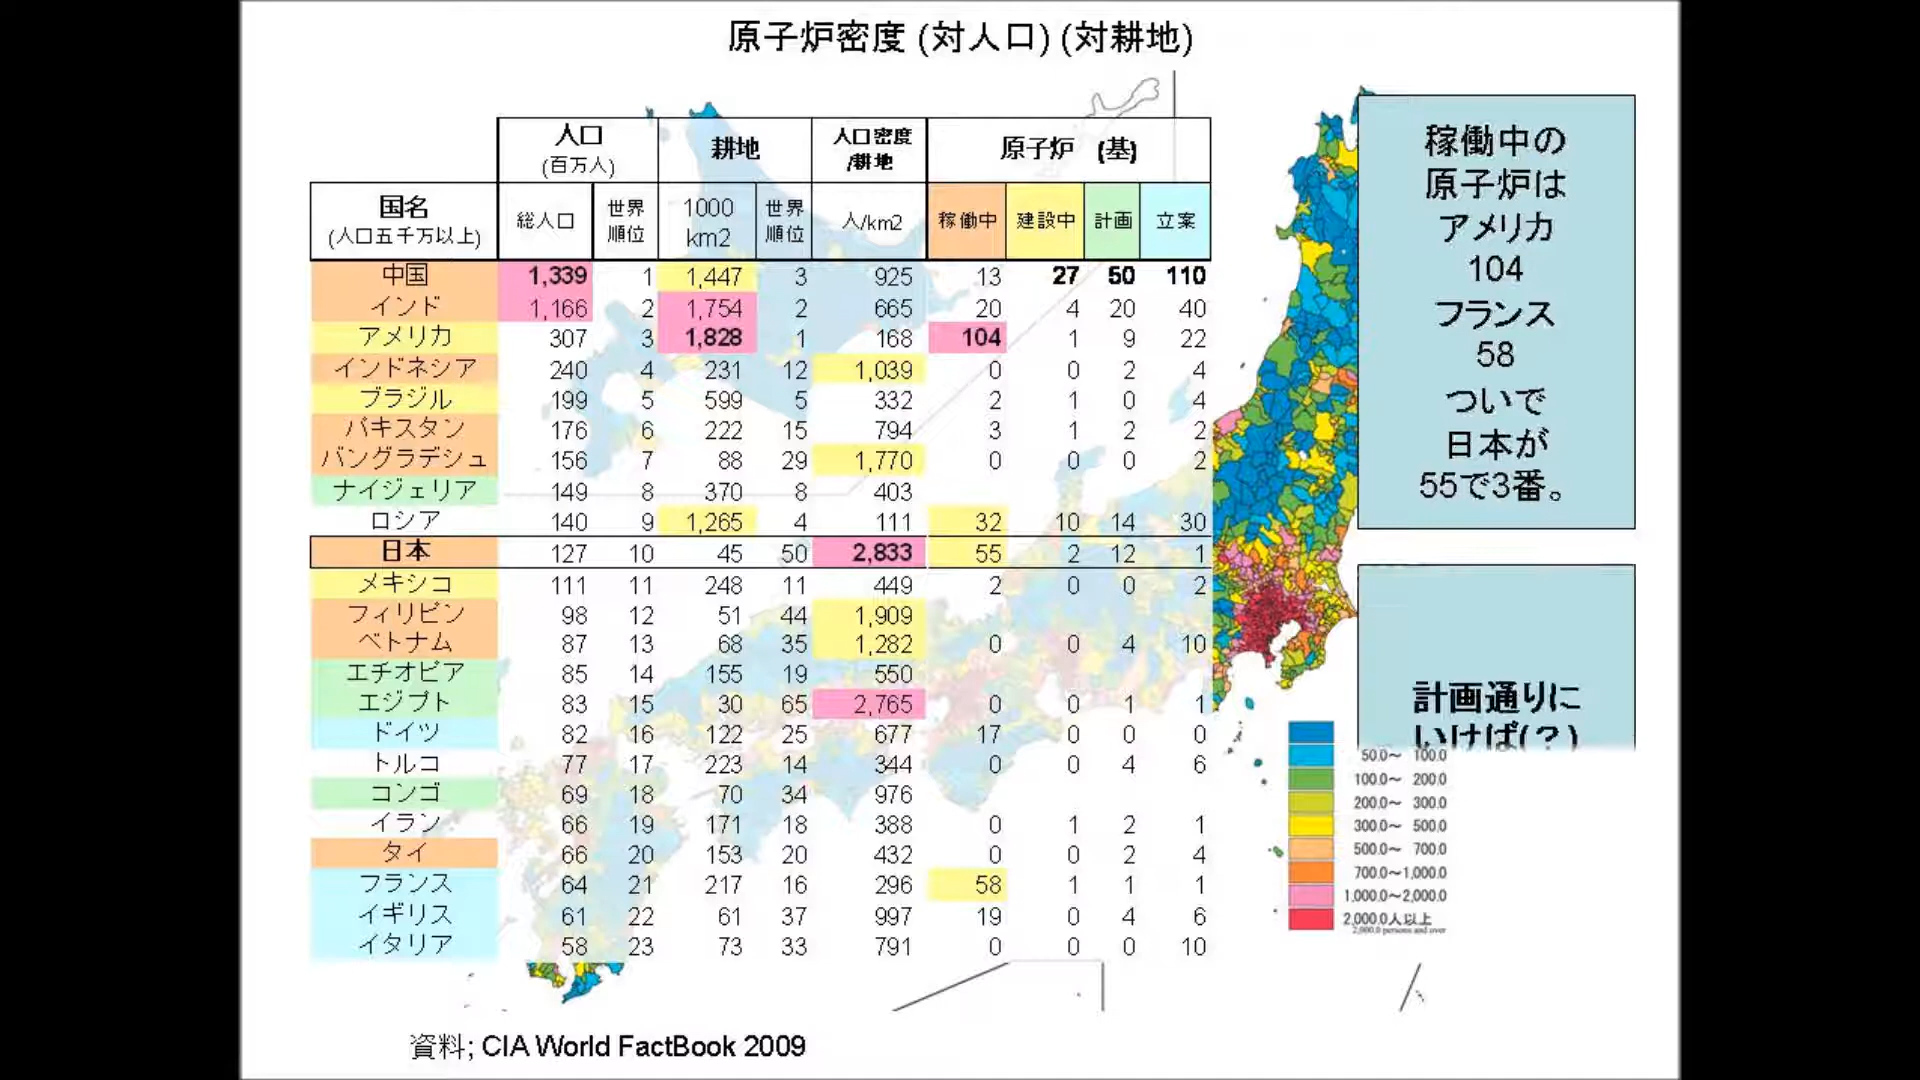 原子炉密度 (対人口) (対耕地)
人口 (百万人) 耕地 人口密度/耕地 原子炉 (基)
国名 (人口五千万以上) 総人口 世界順位 1000 km2 世界順位 人/km2 稼働中 建設中 計画 立案
中国 1,339 1 1,447 3 925 13 27 50 110
インド 1,166 2 1,754 2 665 20 4 20 40
アメリカ 307 3 1,828 1 168 104 1 9 22
インドネシア 240 4 231 12 1,039 0 0 2 4
ブラジル 199 5 599 5 332 2 1 0 4
パキスタン 176 6 222 15 794 3 1 2 2
バングラデシュ 156 7 88 29 1,770 0 0 0 2
ナイジェリア 149 8 370 8 403
ロシア 140 9 1,265 4 111 32 10 14 30
日本 127 10 45 50 2,833 55 2 12 1
メキシコ 111 11 248 11 449 2 0 0 2
フィリピン 98 12 51 44 1,909
ベトナム 87 13 68 35 1,282 0 0 4 10
エチオピア 85 14 155 19 550
エジプト 83 15 30 65 2,765 0 0 1 1
ドイツ 82 16 122 25 677 17 0 0 0
トルコ 77 17 223 14 344 0 0 4 6
コンゴ 69 18 70 34 976
イラン 66 19 171 18 388 0 1 2 1
タイ 66 20 153 20 432 0 0 2 4
フランス 64 21 217 16 296 58 1 1 1
イギリス 61 22 61 37 997 19 0 4 6
イタリア 58 23 73 33 791 0 0 0 10
稼働中の
原子炉は
アメリカ
104
フランス
58
ついで
日本が
55で3番。
計画通りに
いけば(？)
50.0～ 100.0
100.0～ 200.0
200.0～ 300.0
300.0～ 500.0
500.0～ 700.0
700.0～1,000.0
1,000.0～2,000.0
2,000.0人以上
2,000.0 persons and over
資料; CIA World FactBook 2009